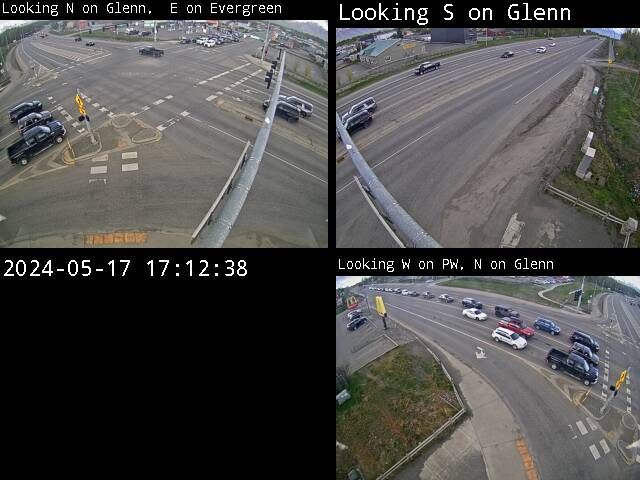 Looking N on Glenn,  E on Evergreen
Looking S on Glenn
2024-05-17 17:12:38
Looking W on PW, N on Glenn